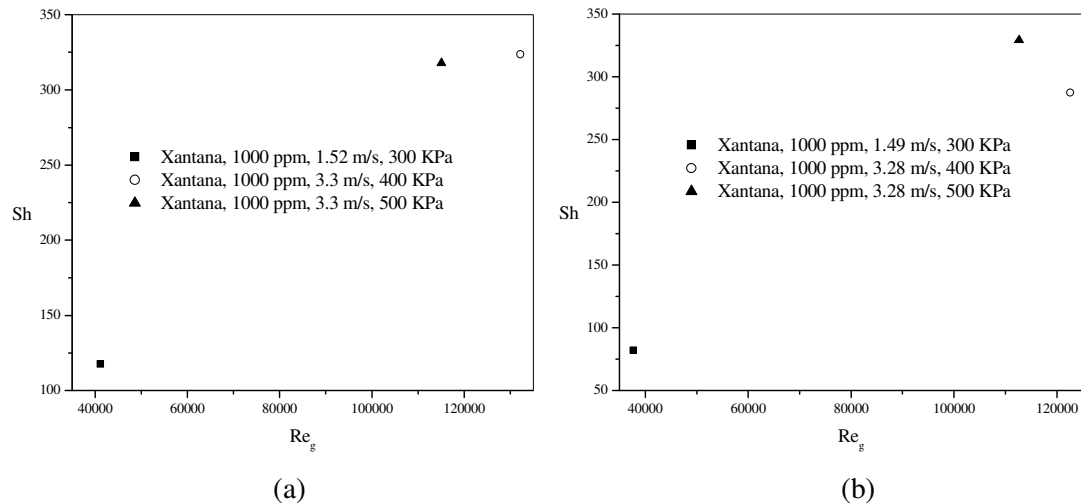 350
300
250
200
150
100
Sh
■ Xantana, 1000 ppm, 1.52 m/s, 300 KPa
○ Xantana, 1000 ppm, 3.3 m/s, 400 KPa
▲ Xantana, 1000 ppm, 3.3 m/s, 500 KPa
40000 60000 80000 100000 120000
Re_g
(a)
350
300
250
200
150
100
50
Sh
■ Xantana, 1000 ppm, 1.49 m/s, 300 KPa
○ Xantana, 1000 ppm, 3.28 m/s, 400 KPa
▲ Xantana, 1000 ppm, 3.28 m/s, 500 KPa
40000 60000 80000 100000 120000
Re_g
(b)